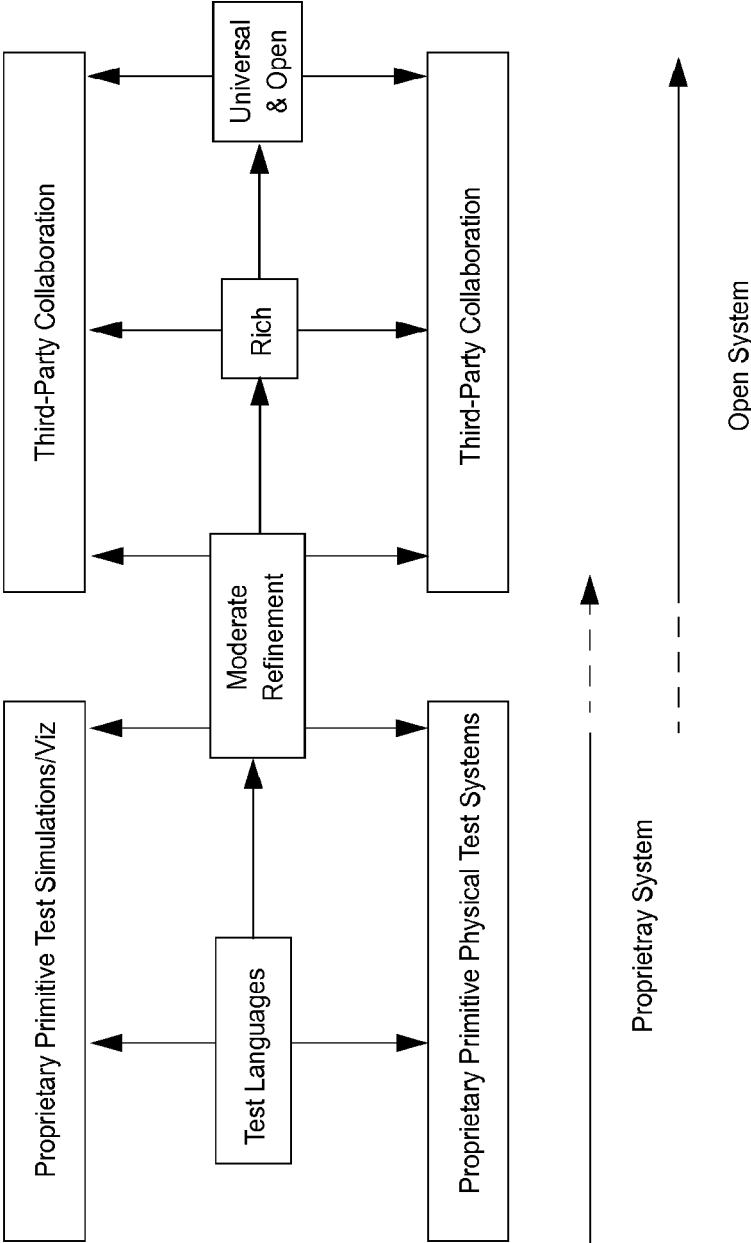 Proprietary Primitive Test Simulations/Viz
Third-Party Collaboration
Test Languages
Moderate
Refinement
Rich
Universal
& Open
Proprietary Primitive Physical Test Systems
Third-Party Collaboration
Proprietray System
Open System